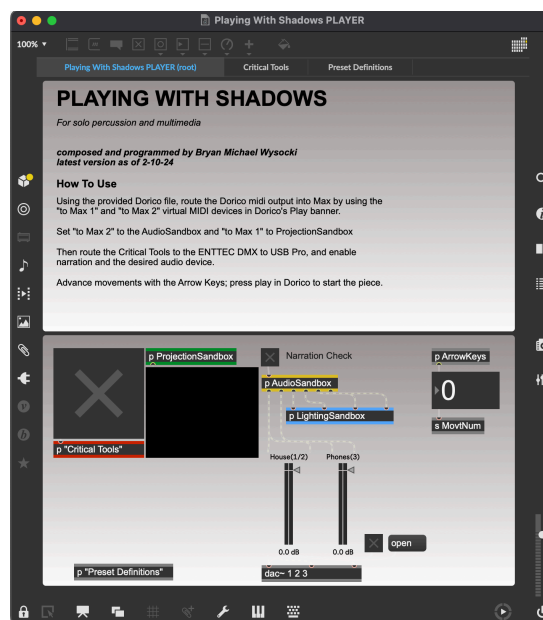 Playing With Shadows PLAYER
100%
Playing With Shadows PLAYER (root) Critical Tools Preset Definitions
PLAYING WITH SHADOWS
For solo percussion and multimedia
composed and programmed by Bryan Michael Wysocki
latest version as of 2-10-24
How To Use
Using the provided Dorico file, route the Dorico midi output into Max by using the
"to Max 1" and "to Max 2" virtual MIDI devices in Dorico's Play banner.
Set "to Max 2" to the AudioSandbox and "to Max 1" to ProjectionSandbox
Then route the Critical Tools to the ENTTEC DMX to USB Pro, and enable
narration and the desired audio device.
Advance movements with the Arrow Keys; press play in Dorico to start the piece.
p ProjectionSandbox
Narration Check
p ArrowKeys
p AudioSandbox
0
p LightingSandbox
s MovtNum
p "Critical Tools"
House(1/2) Phones(3)
open
0.0 dB 0.0 dB
p "Preset Definitions"
dac~ 1 2 3